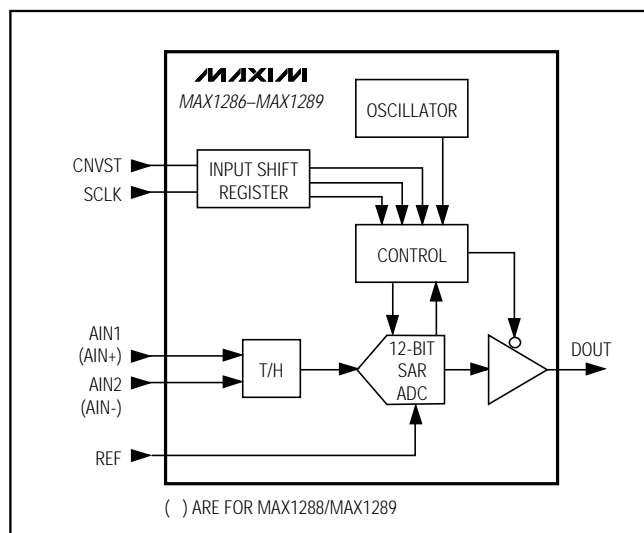 MAXIM
MAX1286–MAX1289
OSCILLATOR
CNVST
SCLK
INPUT SHIFT
REGISTER
CONTROL
AIN1
(AIN+)
AIN2
(AIN-)
T/H
12-BIT
SAR
ADC
DOUT
REF
( ) ARE FOR MAX1288/MAX1289